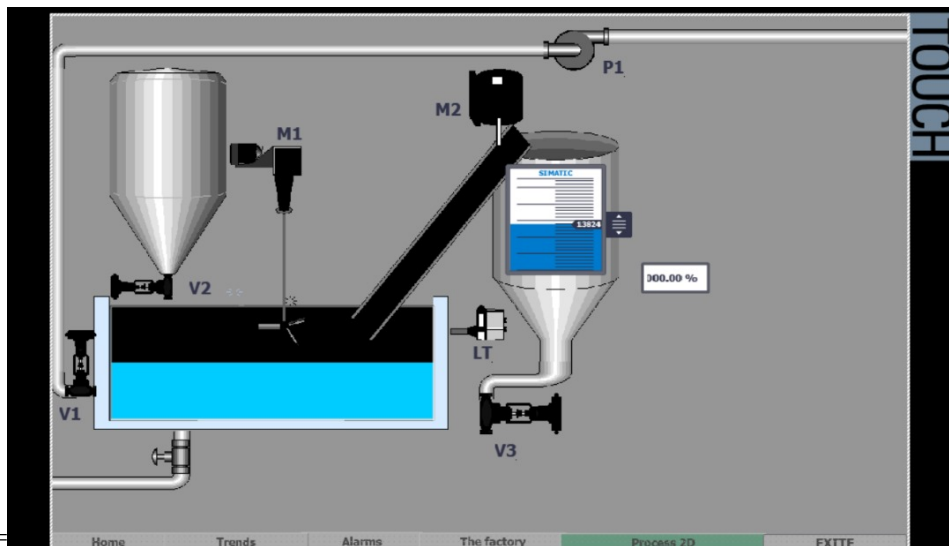 TOUCH
P1
M2
M1
SIMATIC
13824
V2
000.00 %
LT
V1
V3
Home
Trends
Alarms
The factory
Process 2D
EXITE